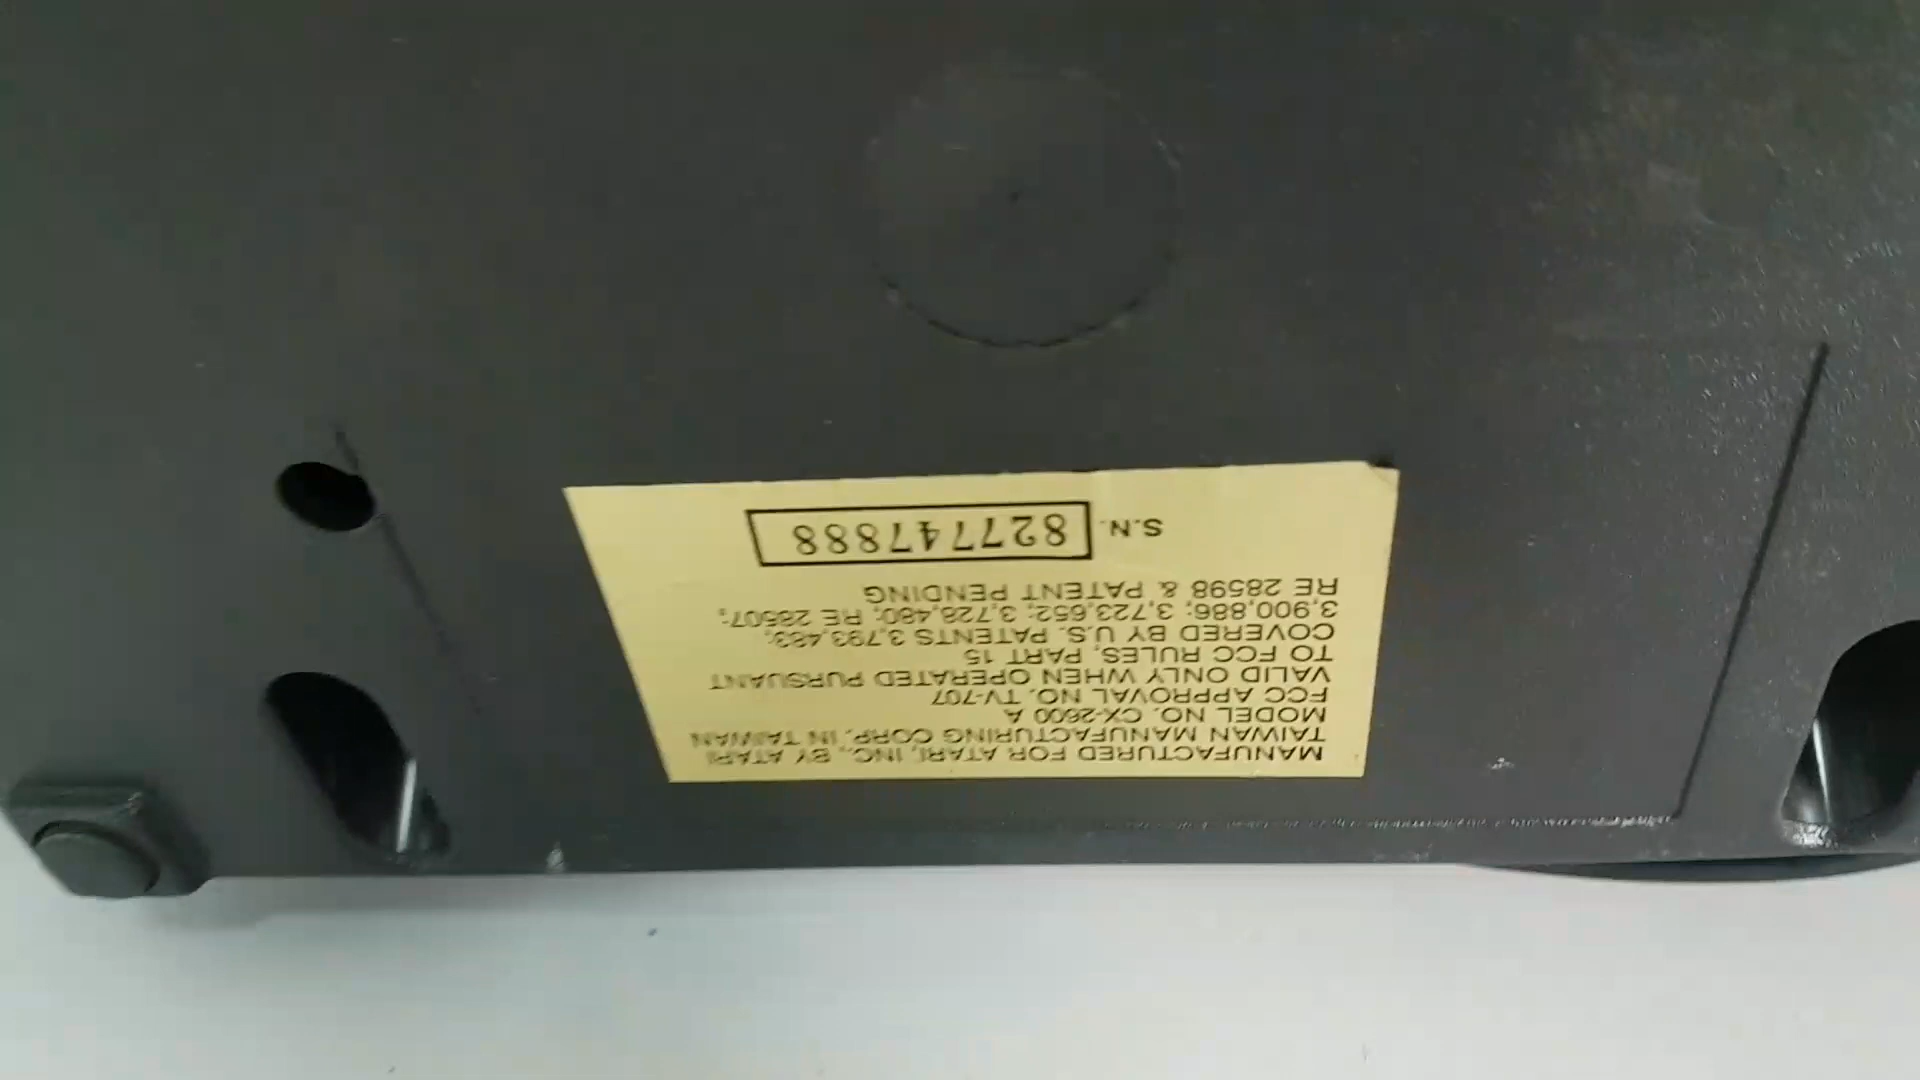 MANUFACTURED FOR ATARI, INC., BY ATARI
TAIWAN MANUFACTURING CORP. IN TAIWAN
MODEL NO. CX-2600 A
FCC APPROVAL NO. TV-707
VALID ONLY WHEN OPERATED PURSUANT
TO FCC RULES, PART 15
COVERED BY U.S. PATENTS 3,793,483;
3,900,886; 3,723,652; 3,728,480; RE 28507;
RE 28598 & PATENT PENDING
S.N. 827747888